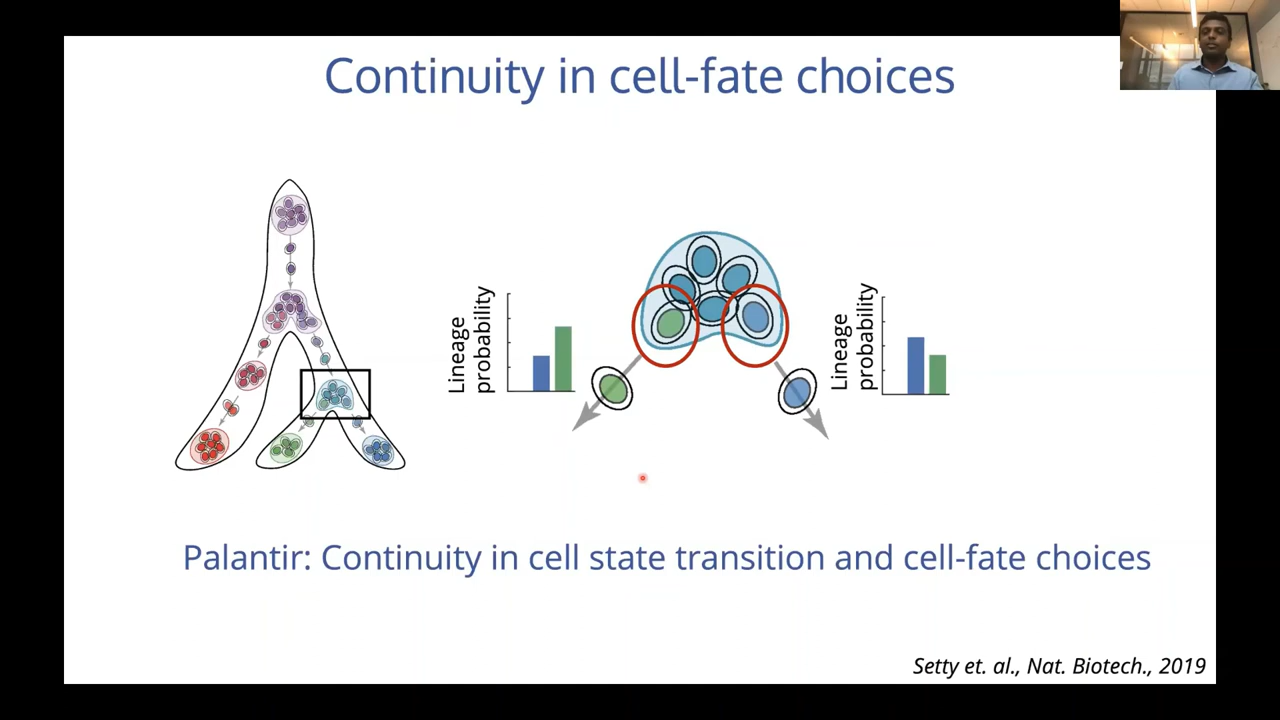 Continuity in cell-fate choices
Lineage
probability
Lineage
probability
Palantir: Continuity in cell state transition and cell-fate choices
Setty et. al., Nat. Biotech., 2019